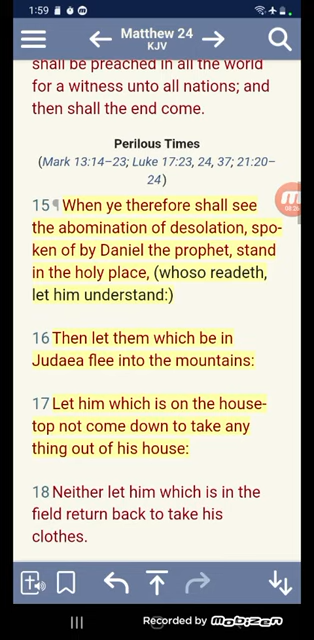 1:59
Matthew 24
KJV
shall be preached in all the world
for a witness unto all nations; and
then shall the end come.
Perilous Times
(Mark 13:14–23; Luke 17:23, 24, 37; 21:20–
24)
15¶ When ye therefore shall see
the abomination of desolation, spo-
ken of by Daniel the prophet, stand
in the holy place, (whoso readeth,
let him understand:)
16 Then let them which be in
Judaea flee into the mountains:
17 Let him which is on the house-
top not come down to take any
thing out of his house:
18 Neither let him which is in the
field return back to take his
clothes.
Recorded by Mobizen